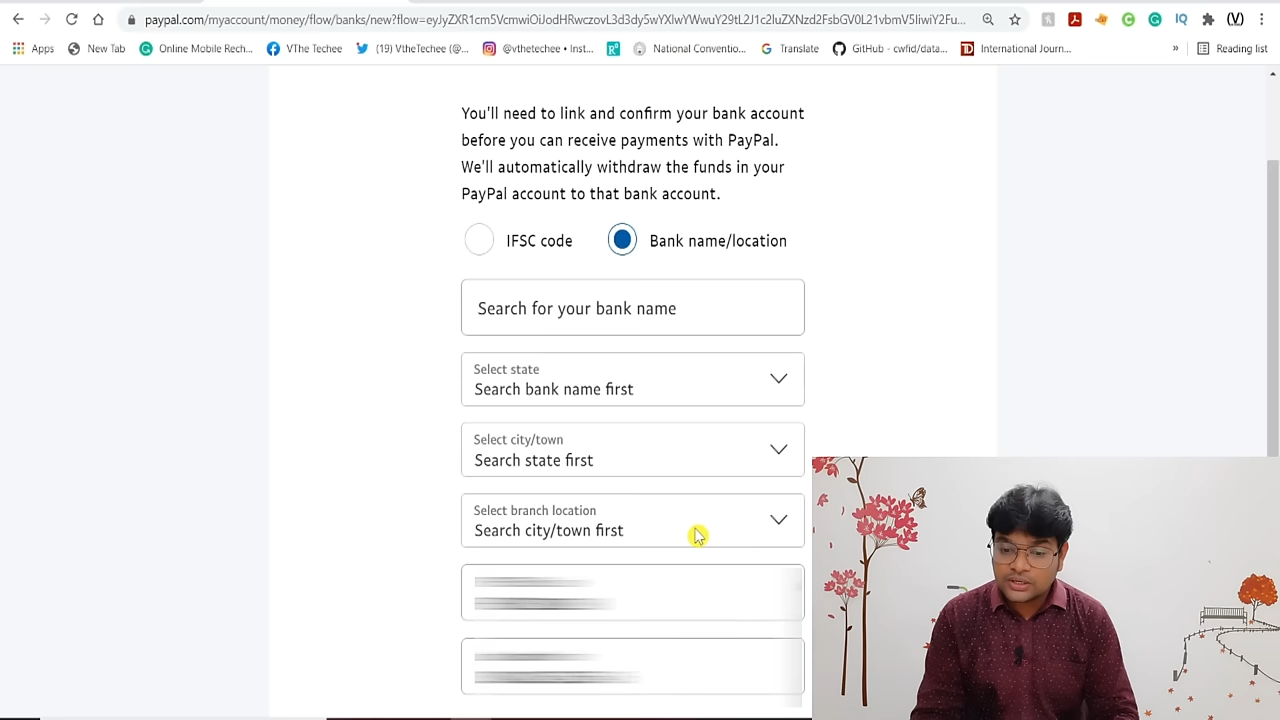 paypal.com/myaccount/money/flow/banks/new?flow=
Apps
New Tab
Online Mobile Rech...
VThe Techee
(19) VtheTechee (@...
@vthetechee • Inst...
National Conventio...
Translate
GitHub - cwfid/data...
International Journ...
»
Reading list
You'll need to link and confirm your bank account
before you can receive payments with PayPal.
We'll automatically withdraw the funds in your
PayPal account to that bank account.
IFSC code
Bank name/location
Search for your bank name
Select state
Search bank name first
Select city/town
Search state first
Select branch location
Search city/town first